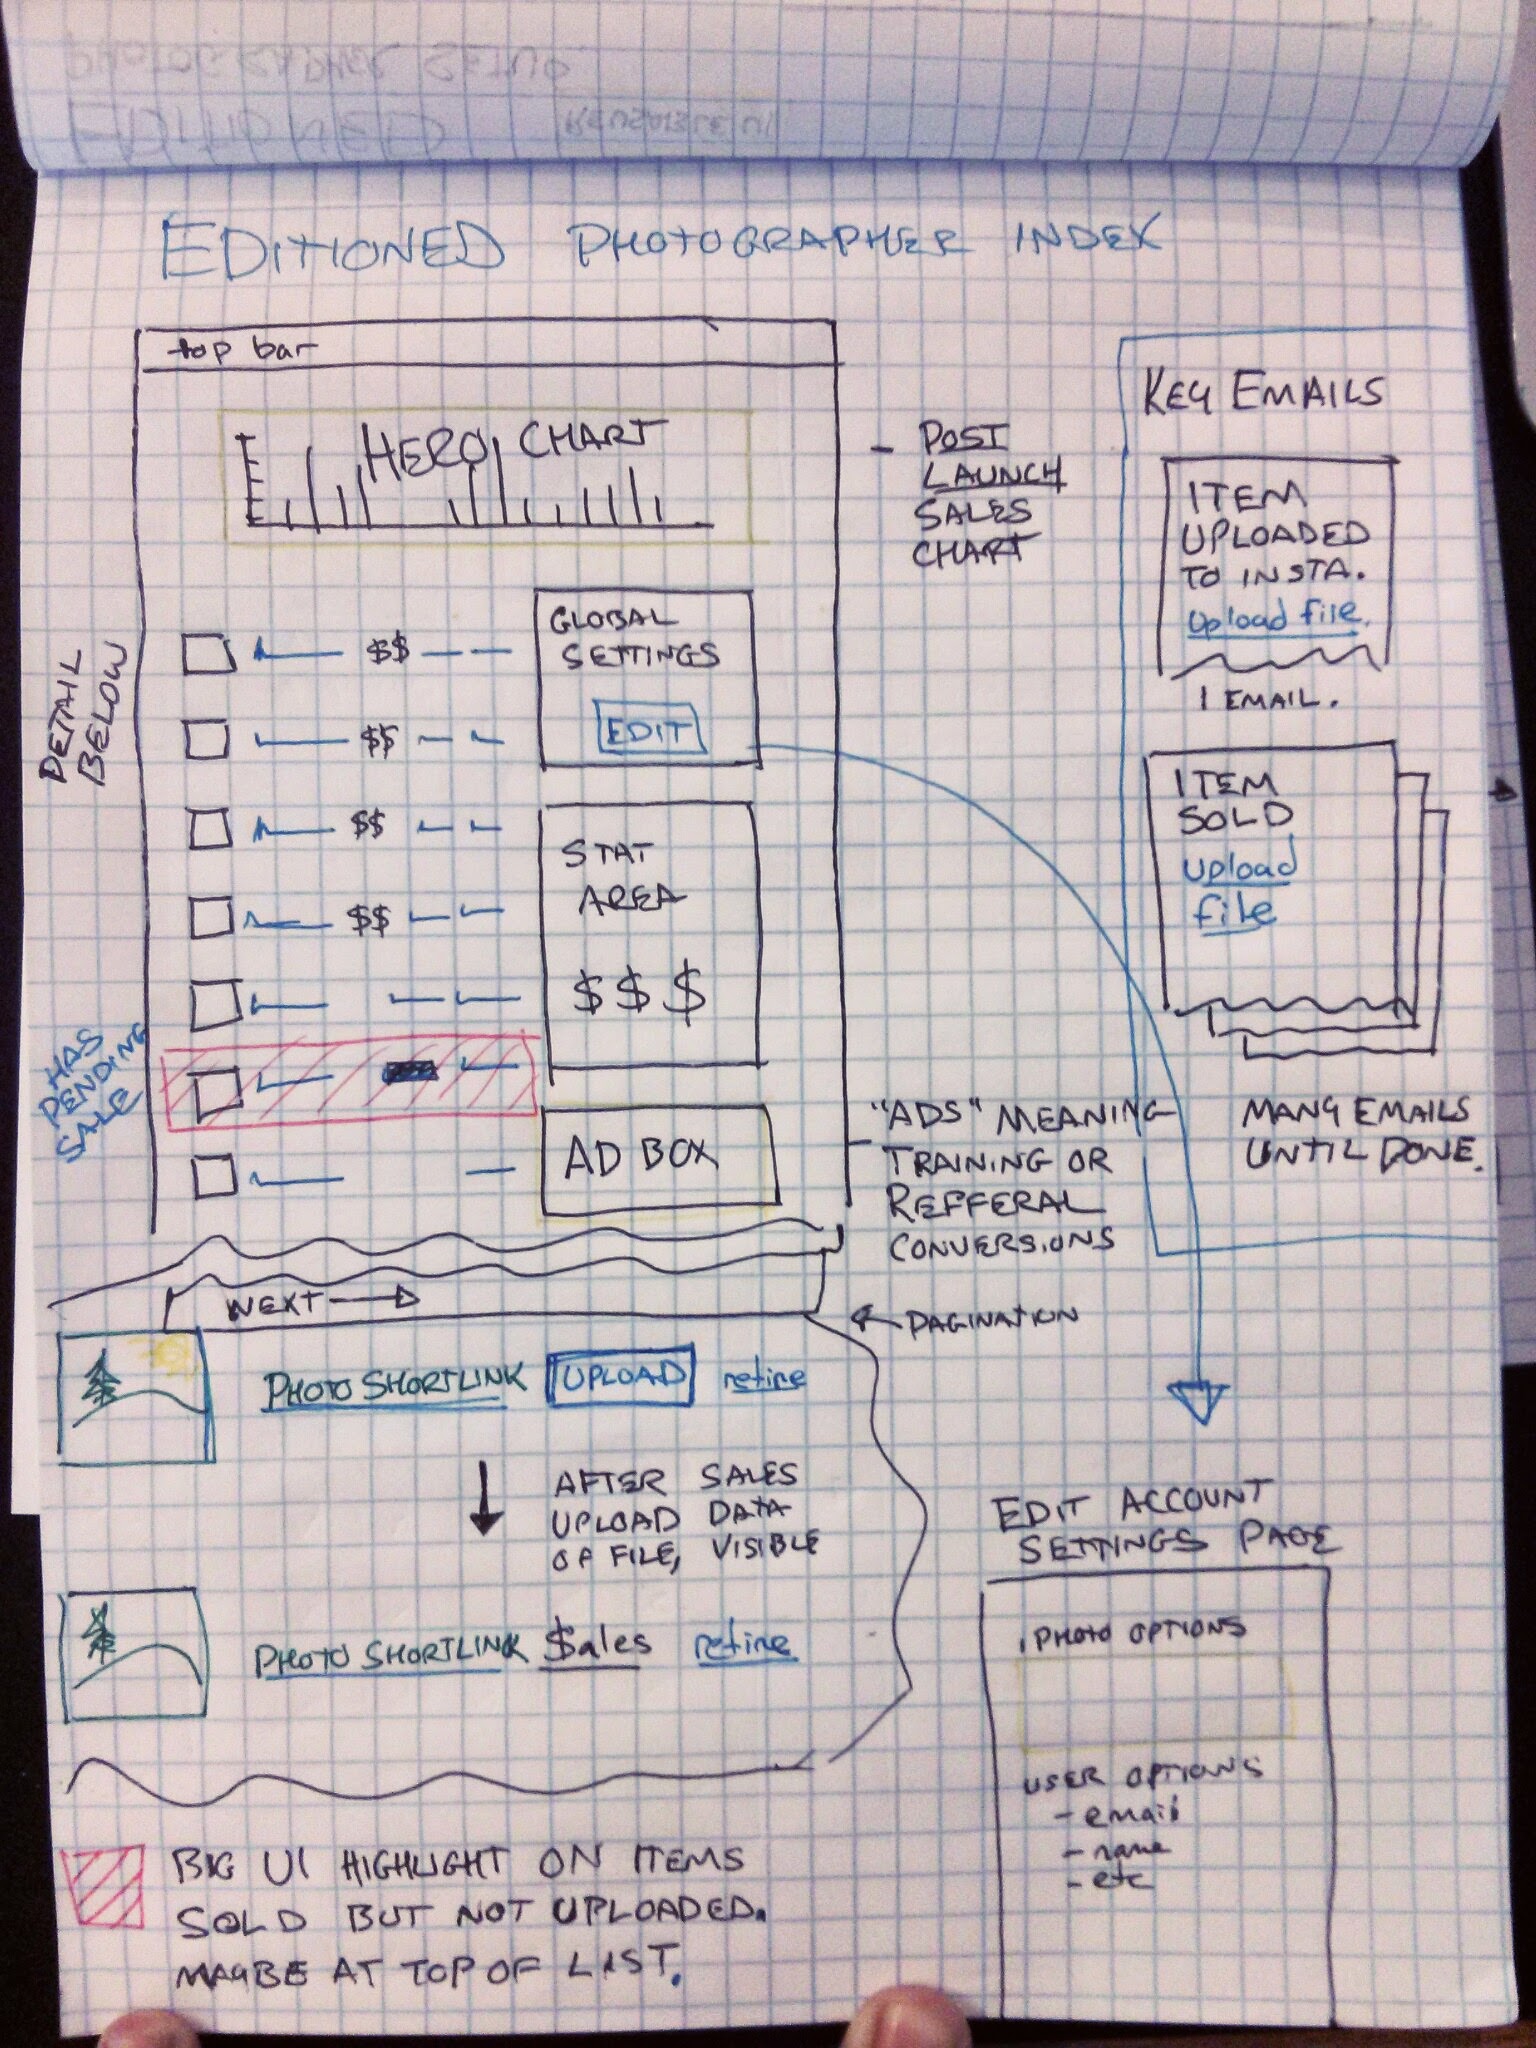 EDITIONED PHOTOGRAPHER INDEX
top bar
HERO CHART
- POST
LAUNCH
SALES
CHART
DETAIL
BELOW
$$
$$
$$
$$
GLOBAL
SETTINGS
EDIT
STAT
AREA
$$$
HAS
PENDING
SALE
AD BOX
"ADS" MEANING
TRAINING OR
REFFERAL
CONVERSIONS
NEXT →
← PAGINATION
KEY EMAILS
ITEM
UPLOADED
TO INSTA.
Upload file.
1 EMAIL.
ITEM
SOLD
Upload
file
MANY EMAILS
UNTIL DONE.
PHOTO SHORTLINK UPLOAD retire
↓ AFTER SALES
UPLOAD DATA
OF FILE, VISIBLE
PHOTO SHORTLINK $ales retire
EDIT ACCOUNT
SETTINGS PAGE
PHOTO OPTIONS
USER OPTIONS
- email
- name
- etc
BIG UI HIGHLIGHT ON ITEMS
SOLD BUT NOT UPLOADED.
MAYBE AT TOP OF LIST.